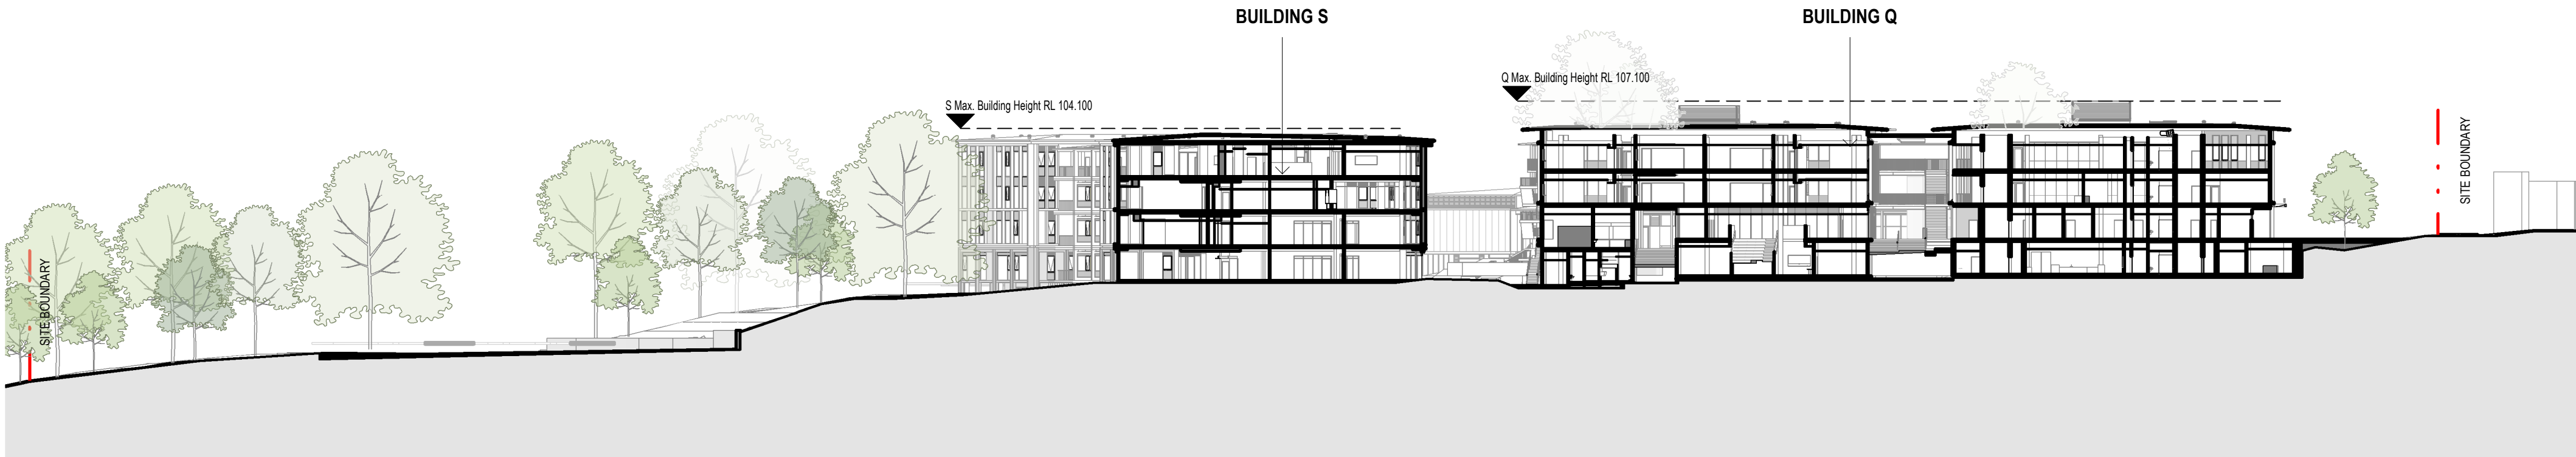 BUILDING S
BUILDING Q
Q Max. Building Height RL 107.100
S Max. Building Height RL 104.100
SITE BOUNDARY
SITE BOUNDARY